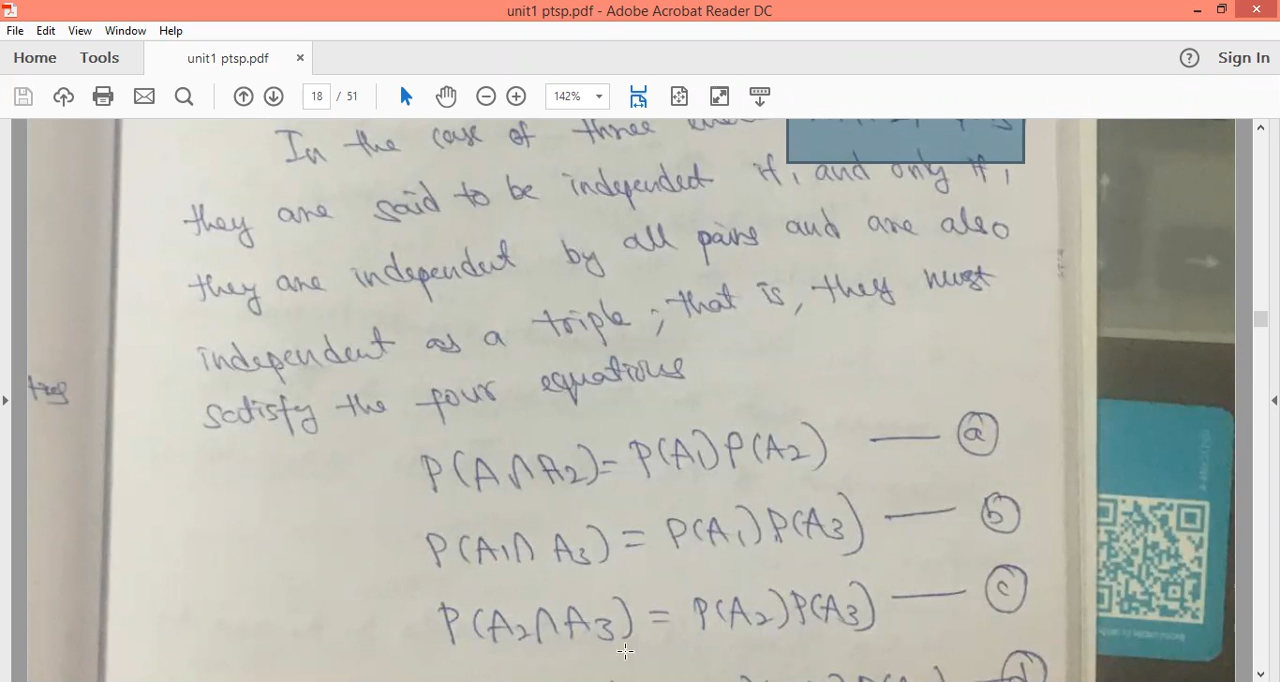 unit1 ptsp.pdf - Adobe Acrobat Reader DC
File Edit View Window Help
Home Tools unit1 ptsp.pdf × Sign In
18 / 51 142%
In the case of three
they are said to be independent if, and only if,
they are independent by all pairs and are also
independent as a triple; that is, they must
satisfy the four equations
P(A1∩A2)= P(A1)P(A2) — a
P(A1∩A3) = P(A1)P(A3) — b
P(A2∩A3) = P(A2)P(A3) — c
d